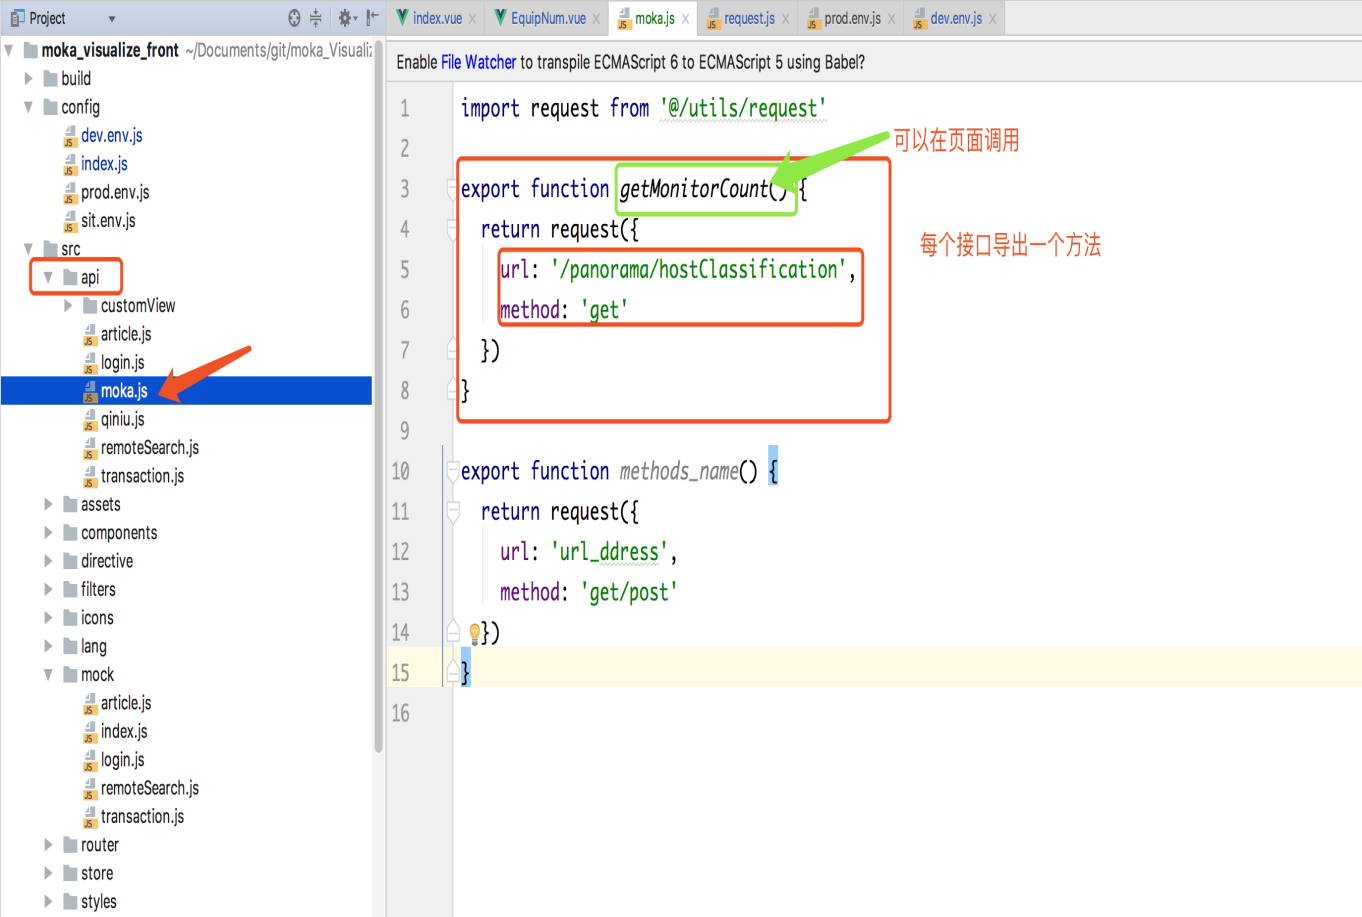 Project
index.vue
EquipNum.vue
moka.js
request.js
prod.env.js
dev.env.js
moka_visualize_front ~/Documents/git/moka_Visualiz
build
config
dev.env.js
index.js
prod.env.js
sit.env.js
src
api
customView
article.js
login.js
moka.js
qiniu.js
remoteSearch.js
transaction.js
assets
components
directive
filters
icons
lang
mock
article.js
index.js
login.js
remoteSearch.js
transaction.js
router
store
styles
Enable File Watcher to transpile ECMAScript 6 to ECMAScript 5 using Babel?
1 import request from '@/utils/request'
2
可以在页面调用
3 export function getMonitorCount() {
4 return request({
每个接口导出一个方法
5 url: '/panorama/hostClassification',
6 method: 'get'
7 })
8 }
9
10 export function methods_name() {
11 return request({
12 url: 'url_ddress',
13 method: 'get/post'
14 })
15 }
16